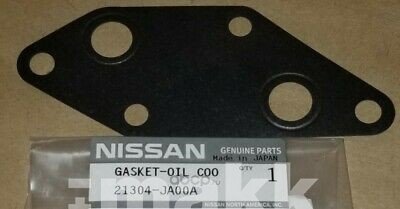 NISSAN
GENUINE PARTS
Made in JAPAN
GASKET-OIL COO
QTY
1
21304-JA00A
NISSAN NORTH AMERICA, INC.